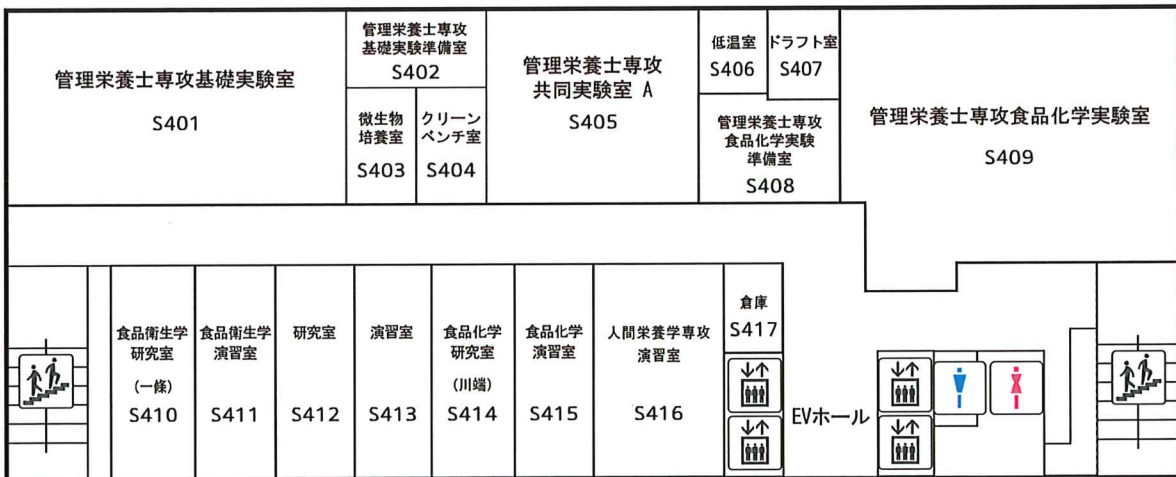 管理栄養士専攻基礎実験室
S401
管理栄養士専攻
基礎実験準備室
S402
微生物
培養室
S403
クリーン
ベンチ室
S404
管理栄養士専攻
共同実験室 A
S405
低温室
S406
ドラフト室
S407
管理栄養士専攻
食品化学実験
準備室
S408
管理栄養士専攻食品化学実験室
S409
食品衛生学
研究室
(一條)
S410
食品衛生学
演習室
S411
研究室
S412
演習室
S413
食品化学
研究室
(川端)
S414
食品化学
演習室
S415
人間栄養学専攻
演習室
S416
倉庫
S417
EVホール